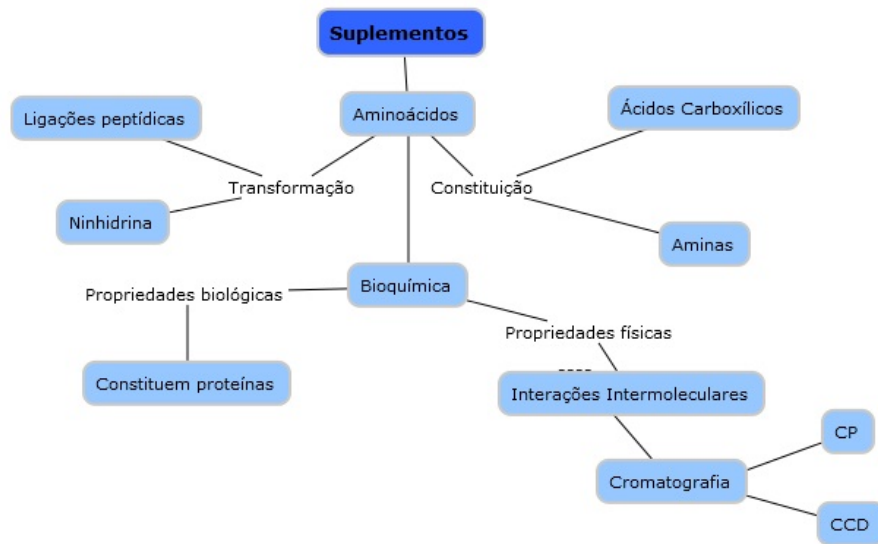 Suplementos
Ligações peptídicas
Aminoácidos
Ácidos Carboxílicos
Transformação
Constituição
Ninhidrina
Aminas
Propriedades biológicas
Bioquímica
Propriedades físicas
Constituem proteínas
Interações Intermoleculares
CP
Cromatografia
CCD